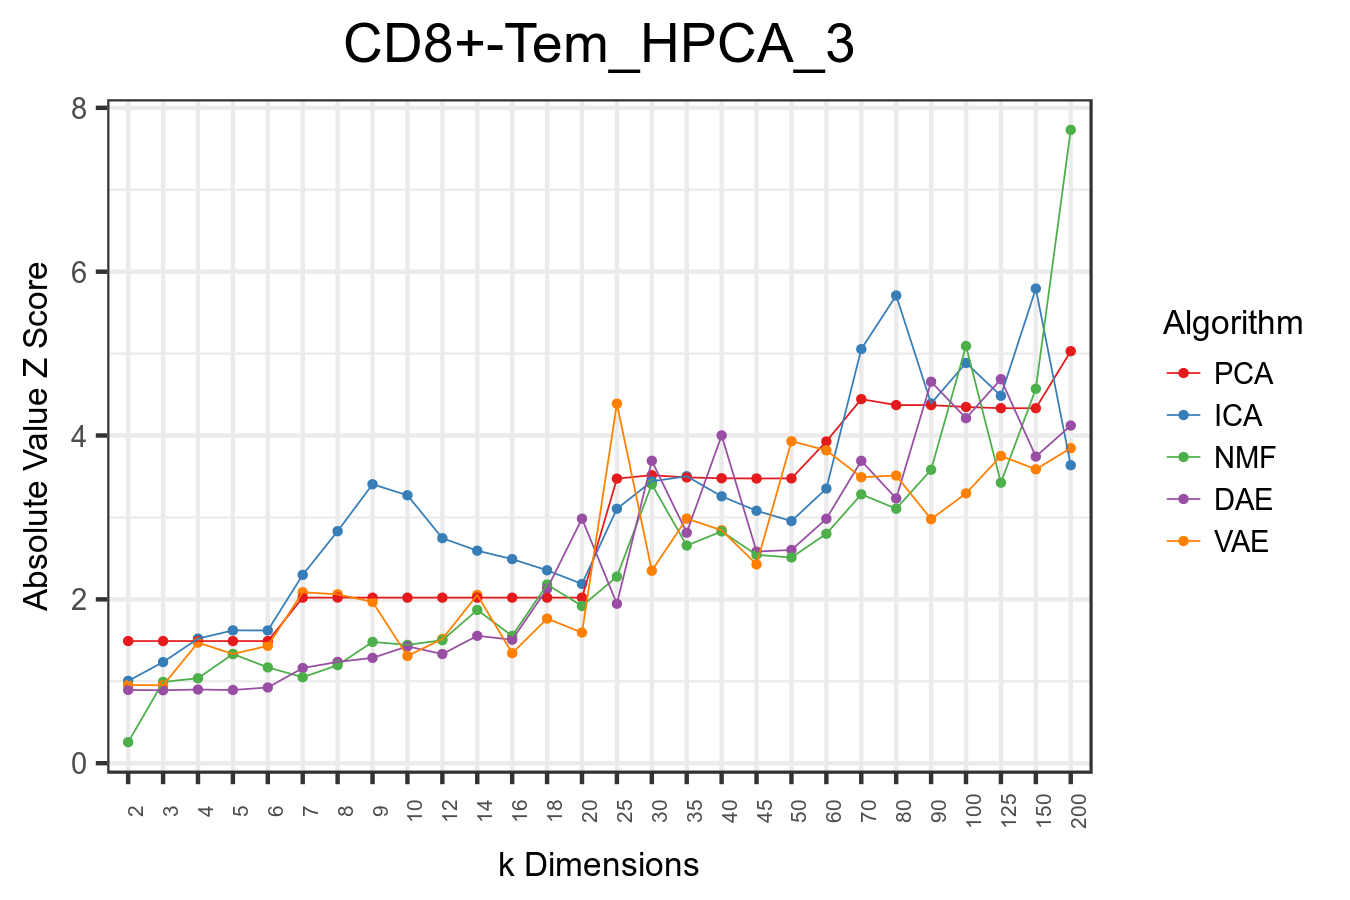 CD8+-Tem_HPCA_3
8
6
4
2
0
Absolute Value Z Score
2 3 4 5 6 7 8 9 10 12 14 16 18 20 25 30 35 40 45 50 60 70 80 90 100 125 150 200
k Dimensions
Algorithm
PCA
ICA
NMF
DAE
VAE